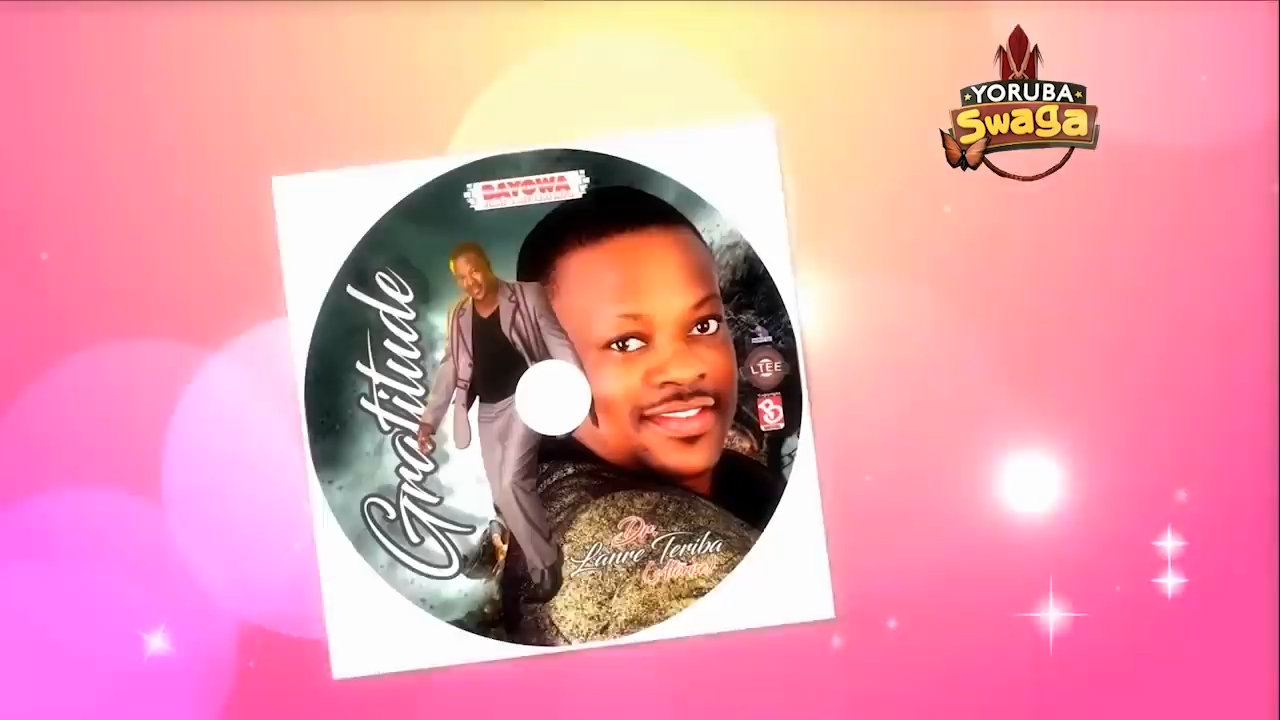 YORUBA
Swaga
BAYOWA
Gratitude
LTEE
Dr.
Lanre Teriba